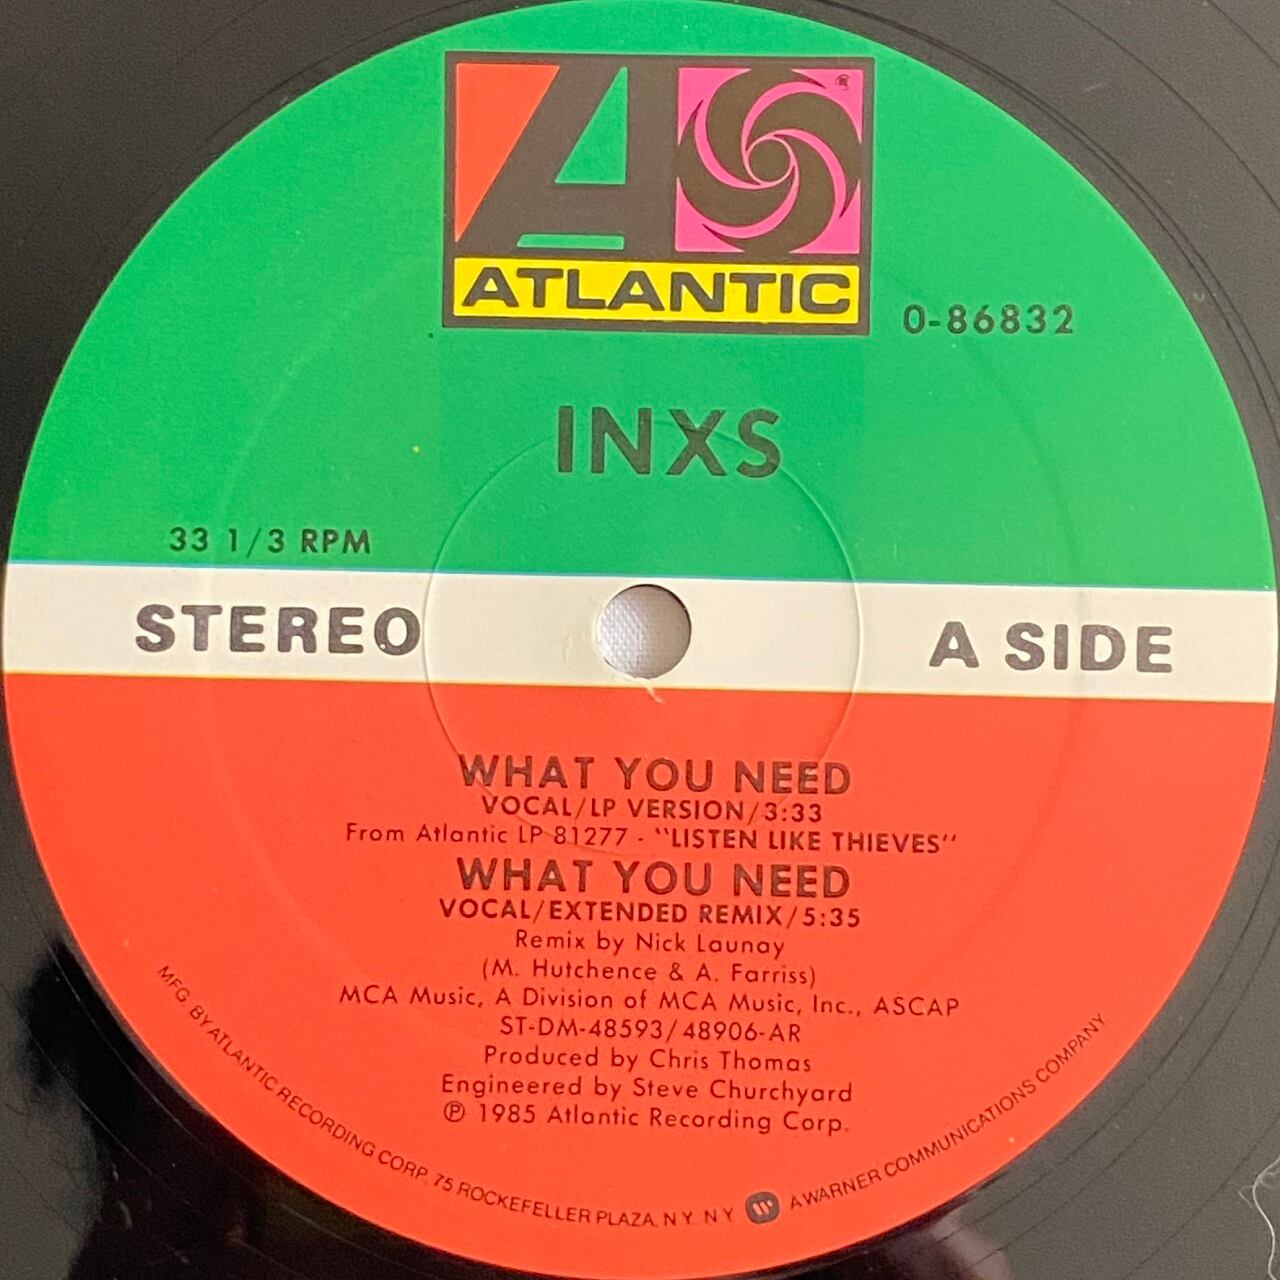 ATLANTIC
0-86832
INXS
33 1/3 RPM
STEREO
A SIDE
WHAT YOU NEED
VOCAL/LP VERSION/3:33
From Atlantic LP 81277 - "LISTEN LIKE THIEVES"
WHAT YOU NEED
VOCAL/EXTENDED REMIX/5:35
Remix by Nick Launay
(M. Hutchence & A. Farriss)
MCA Music, A Division of MCA Music, Inc., ASCAP
ST-DM-48593/48906-AR
Produced by Chris Thomas
Engineered by Steve Churchyard
℗ 1985 Atlantic Recording Corp.
MFG. BY ATLANTIC RECORDING CORP. 75 ROCKEFELLER PLAZA, N.Y. N.Y. A WARNER COMMUNICATIONS COMPANY